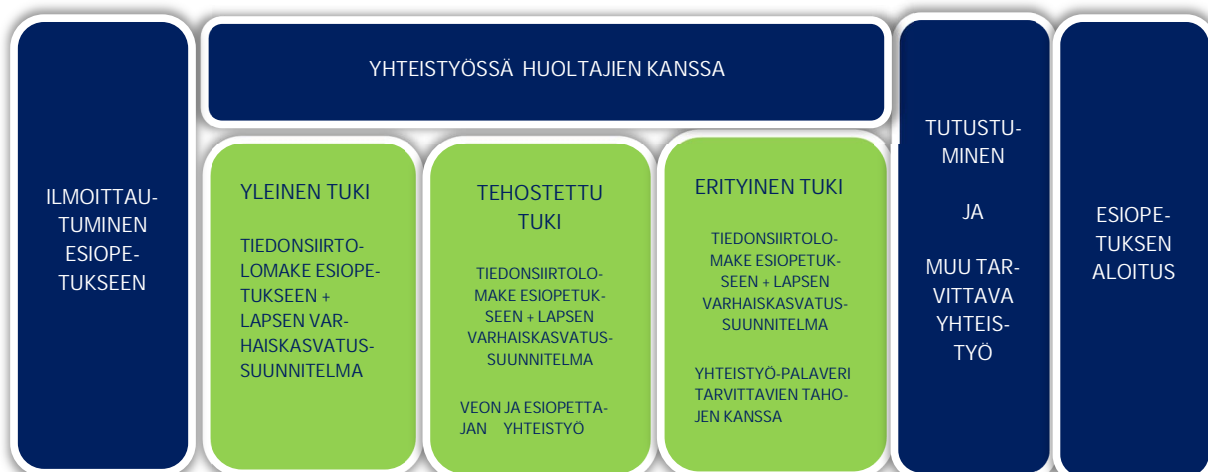 ILMOITTAU-
TUMINEN
ESIOPE-
TUKSEEN
YHTEISTYÖSSÄ HUOLTAJIEN KANSSA
YLEINEN TUKI
TIEDONSIIRTO-
LOMAKE ESIOPE-
TUKSEEN +
LAPSEN VAR-
HAISKASVATUS-
SUUNNITELMA
TEHOSTETTU
TUKI
TIEDONSIIRTOLO-
MAKE ESIOPETUK-
SEEN + LAPSEN
VARHAISKASVATUS-
SUUNNITELMA
VEON JA ESIOPETTA-
JAN YHTEISTYÖ
ERITYINEN TUKI
TIEDONSIIRTOLO-
MAKE ESIOPETUK-
SEEN + LAPSEN
VARHAISKASVATUS-
SUUNNITELMA
YHTEISTYÖ-PALAVERI
TARVITTAVIEN TAHO-
JEN KANSSA
TUTUSTU-
MINEN
JA
MUU TAR-
VITTAVA
YHTEIS-
TYÖ
ESIOPE-
TUKSEN
ALOITUS